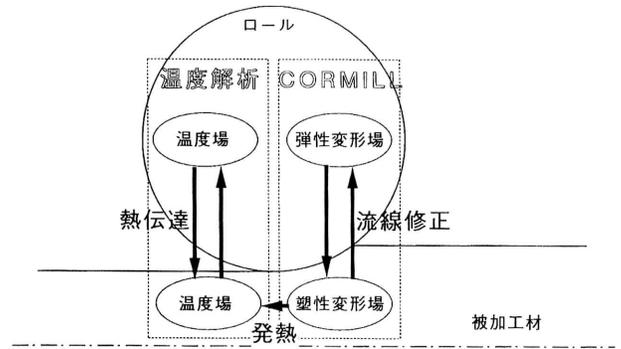 ロール
温度解析 CORMILL
温度場 弾性変形場
熱伝達 流線修正
温度場 塑性変形場
発熱
被加工材